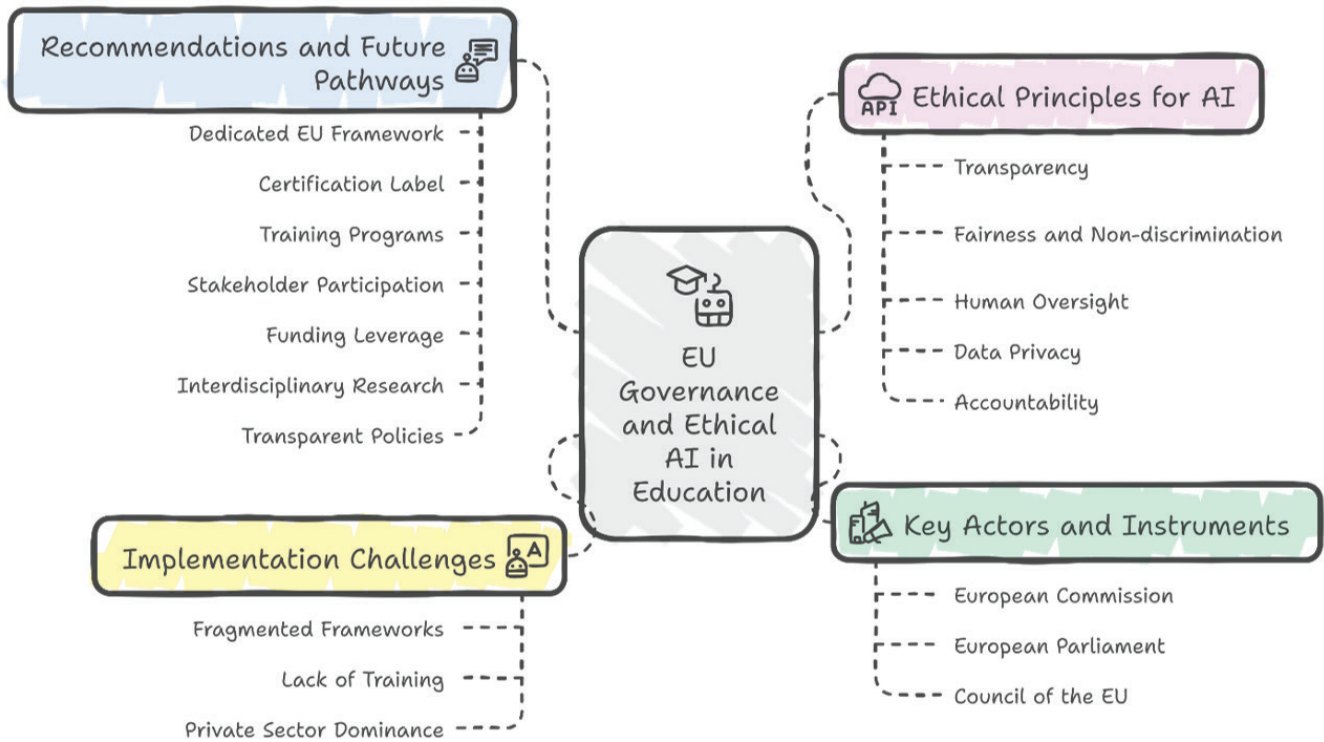 Recommendations and Future
Pathways
Dedicated EU Framework
Certification Label
Training Programs
Stakeholder Participation
Funding Leverage
Interdisciplinary Research
Transparent Policies
API
Ethical Principles for AI
Transparency
Fairness and Non-discrimination
Human Oversight
Data Privacy
Accountability
EU
Governance
and Ethical
AI in
Education
Implementation Challenges
A
Fragmented Frameworks
Lack of Training
Private Sector Dominance
Key Actors and Instruments
European Commission
European Parliament
Council of the EU